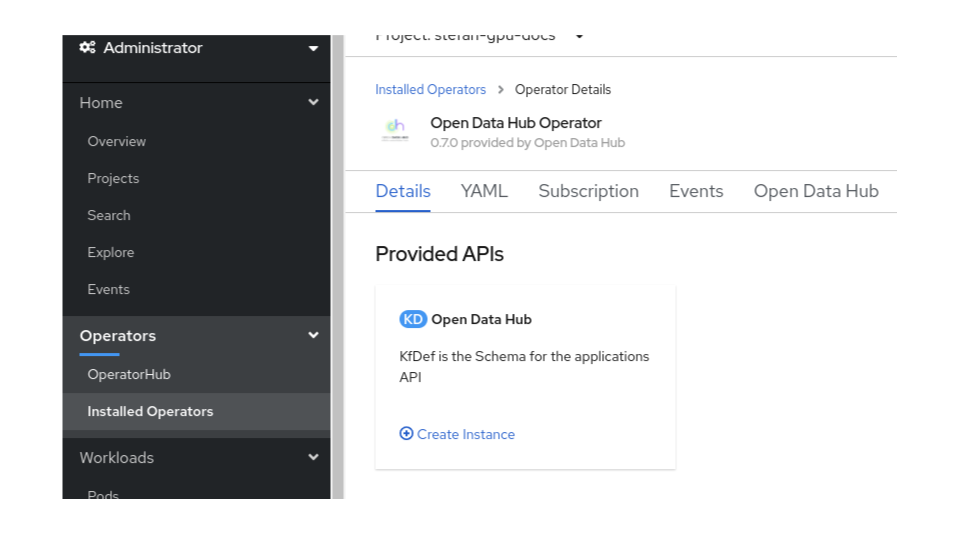 Administrator
Home
Overview
Projects
Search
Explore
Events
Operators
OperatorHub
Installed Operators
Workloads
Pods
Project: stefan-gpu-docs
Installed Operators > Operator Details
Open Data Hub Operator
0.7.0 provided by Open Data Hub
Details YAML Subscription Events Open Data Hub
Provided APIs
KD Open Data Hub
KfDef is the Schema for the applications
API
Create Instance